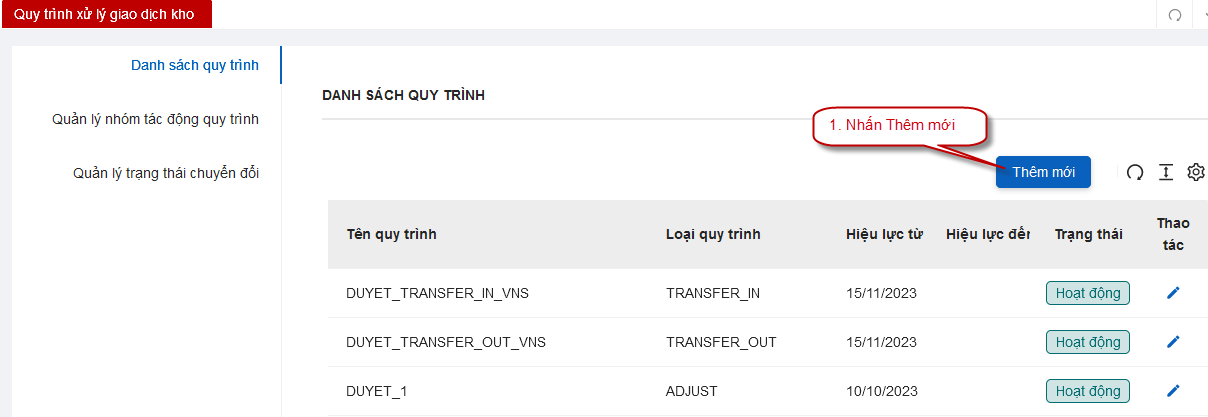 Quy trình xử lý giao dịch kho
Danh sách quy trình
Quản lý nhóm tác động quy trình
Quản lý trạng thái chuyển đổi
DANH SÁCH QUY TRÌNH
1. Nhấn Thêm mới
Thêm mới
Tên quy trình Loại quy trình Hiệu lực từ Hiệu lực đến Trạng thái Thao tác
DUYET_TRANSFER_IN_VNS TRANSFER_IN 15/11/2023 Hoạt động
DUYET_TRANSFER_OUT_VNS TRANSFER_OUT 15/11/2023 Hoạt động
DUYET_1 ADJUST 10/10/2023 Hoạt động